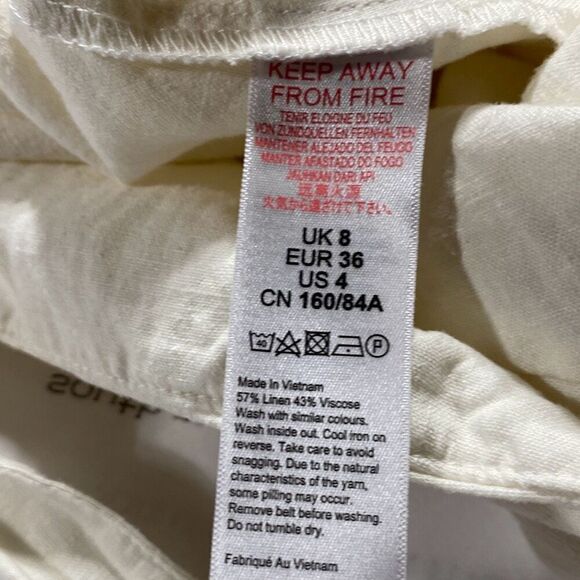 KEEP AWAY
FROM FIRE
TENIR ELOIGNE DU FEU
VON ZUNDQUELLEN FERNHALTEN
MANTENER ALEJADO DEL FEUGO
MANTER AFASTADO DO FOGO
JAUHKAN DARI API
远离火源
火気から遠ざけて下さい。
UK 8
EUR 36
US 4
CN 160/84A
40
P
Made In Vietnam
57% Linen 43% Viscose
Wash with similar colours.
Wash inside out. Cool iron on
reverse. Take care to avoid
snagging. Due to the natural
characteristics of the yarn,
some pilling may occur.
Remove belt before washing.
Do not tumble dry.
Fabriqué Au Vietnam